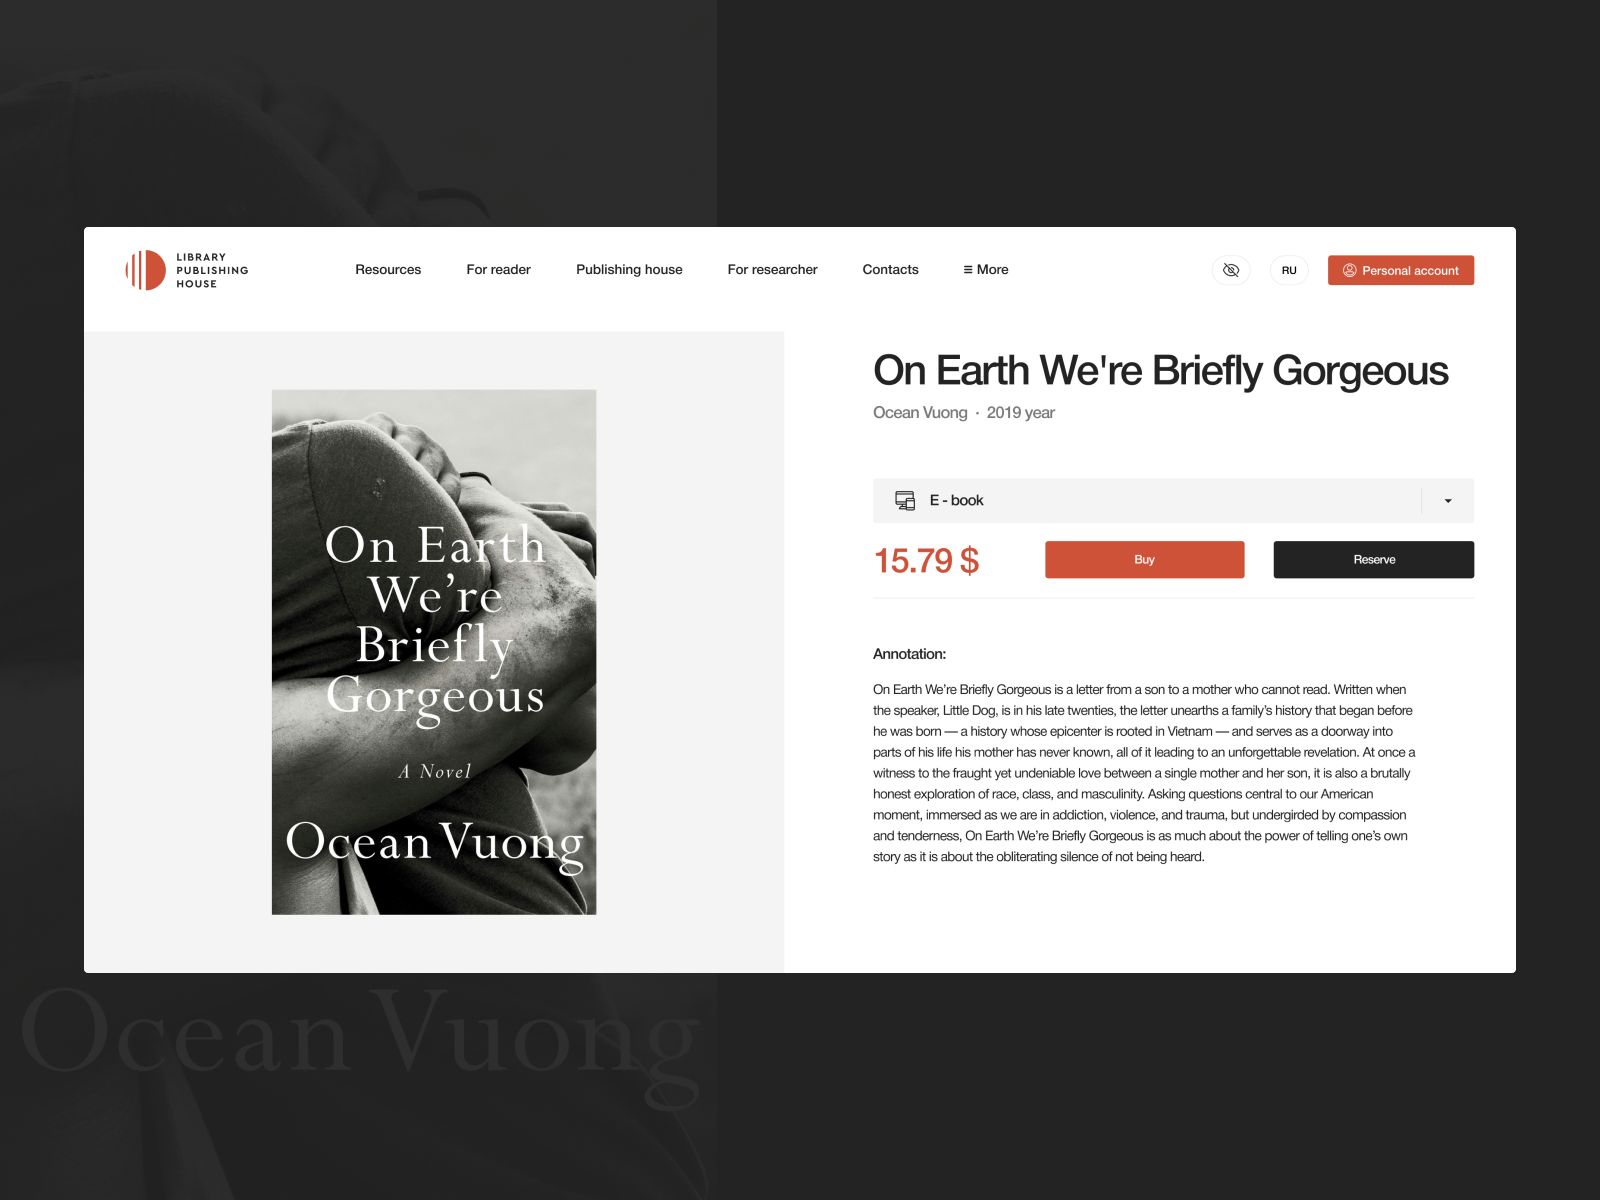 LIBRARY
PUBLISHING
HOUSE
Resources
For reader
Publishing house
For researcher
Contacts
More
RU
Personal account
On Earth
We’re
Briefly
Gorgeous
A Novel
Ocean Vuong
On Earth We're Briefly Gorgeous
Ocean Vuong · 2019 year
E - book
15.79 $
Buy
Reserve
Annotation:
On Earth We’re Briefly Gorgeous is a letter from a son to a mother who cannot read. Written when
the speaker, Little Dog, is in his late twenties, the letter unearths a family’s history that began before
he was born — a history whose epicenter is rooted in Vietnam — and serves as a doorway into
parts of his life his mother has never known, all of it leading to an unforgettable revelation. At once a
witness to the fraught yet undeniable love between a single mother and her son, it is also a brutally
honest exploration of race, class, and masculinity. Asking questions central to our American
moment, immersed as we are in addiction, violence, and trauma, but undergirded by compassion
and tenderness, On Earth We’re Briefly Gorgeous is as much about the power of telling one’s own
story as it is about the obliterating silence of not being heard.
Ocean Vuong